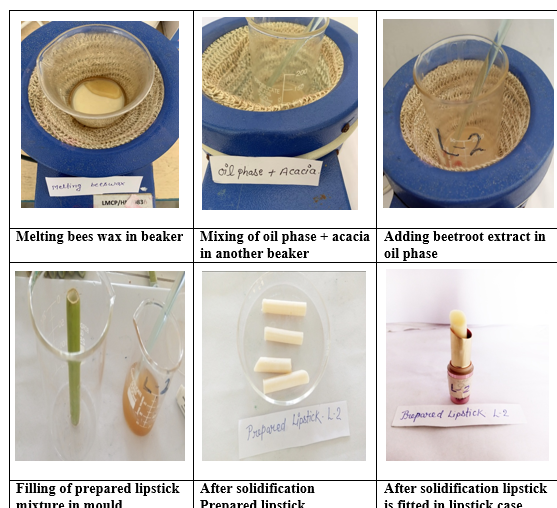 Melting beeswax
LMCP/H
Oil phase + Acacia
L-2
Melting bees wax in beaker
Mixing of oil phase + acacia
in another beaker
Adding beetroot extract in
oil phase
Prepared Lipstick - L-2
L-2
Prepared Lipstick L-2
Filling of prepared lipstick
mixture in mould
After solidification
Prepared lipstick
After solidification lipstick
is fitted in lipstick case